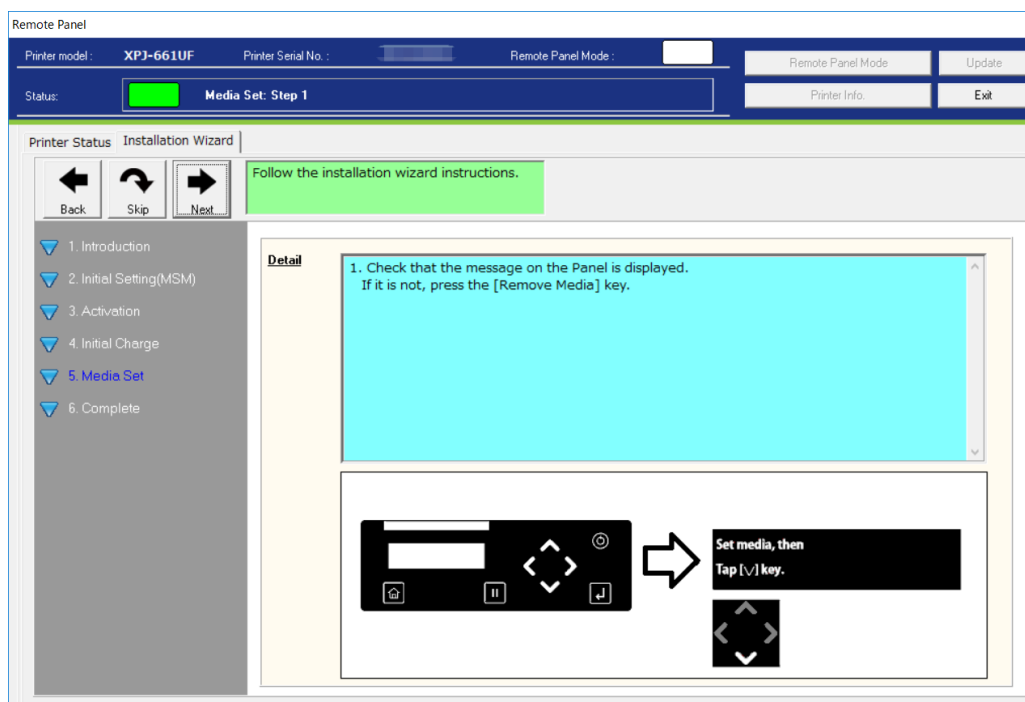 Remote Panel
Printer model : XPJ-661UF Printer Serial No. : Remote Panel Mode :
Remote Panel Mode Update
Status: Media Set: Step 1
Printer Info. Exit
Printer Status Installation Wizard
Back Skip Next
Follow the installation wizard instructions.
1. Introduction
2. Initial Setting(MSM)
3. Activation
4. Initial Charge
5. Media Set
6. Complete
Detail
1. Check that the message on the Panel is displayed.
If it is not, press the [Remove Media] key.
Set media, then
Tap [∨] key.